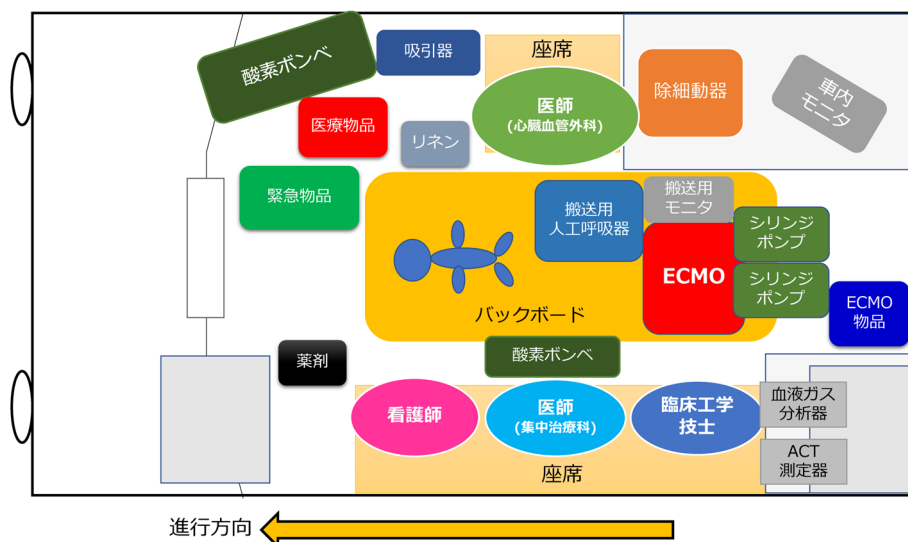 酸素ボンベ
吸引器
座席
医師
(心臓血管外科)
除細動器
車内
モニタ
医療物品
リネン
緊急物品
搬送用
人工呼吸器
搬送用
モニタ
シリンジ
ポンプ
ECMO
シリンジ
ポンプ
ECMO
物品
バックボード
薬剤
酸素ボンベ
看護師
医師
(集中治療科)
臨床工学
技士
血液ガス
分析器
ACT
測定器
座席
進行方向